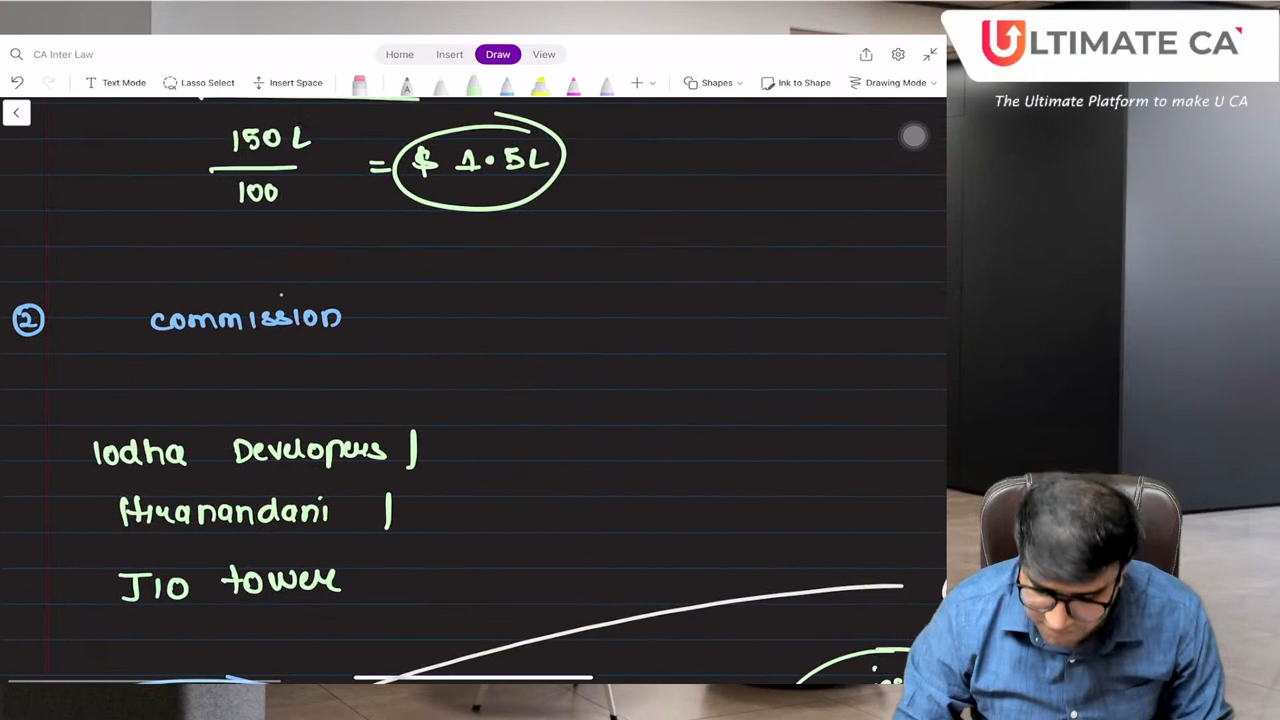 ULTIMATE CA
The Ultimate Platform to make U CA
CA Inter Law
Home Insert Draw View
Text Mode Lasso Select Insert Space Shapes Ink to Shape Drawing Mode
150 L
100
= $ 1.5L
2 commission
lodha Developers
Hiranandani
JIO tower